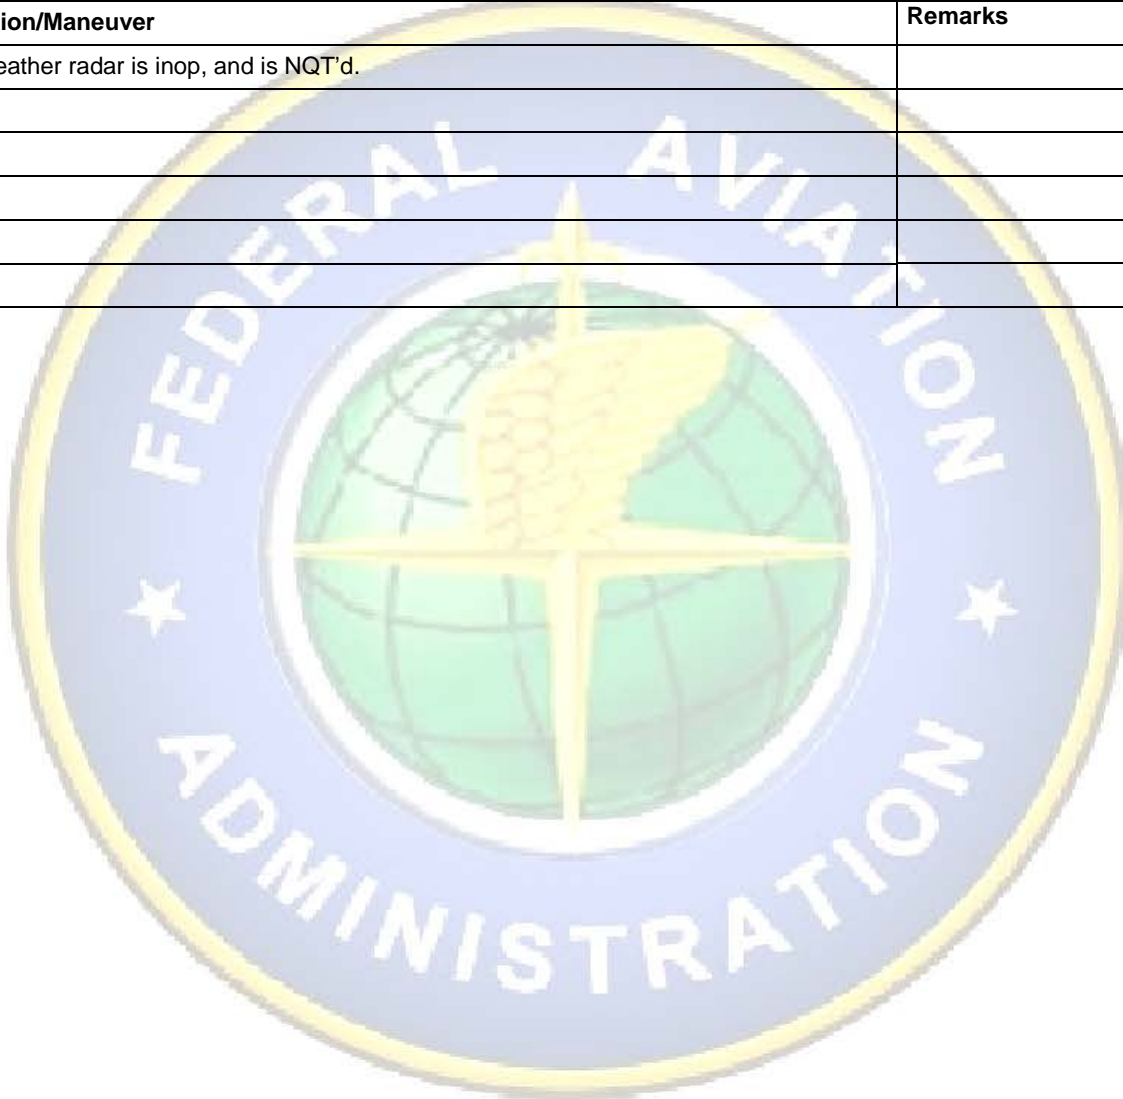 ion/Maneuver Remarks
eather radar is inop, and is NQT’d.
FEDERAL AVIATION
ADMINISTRATION